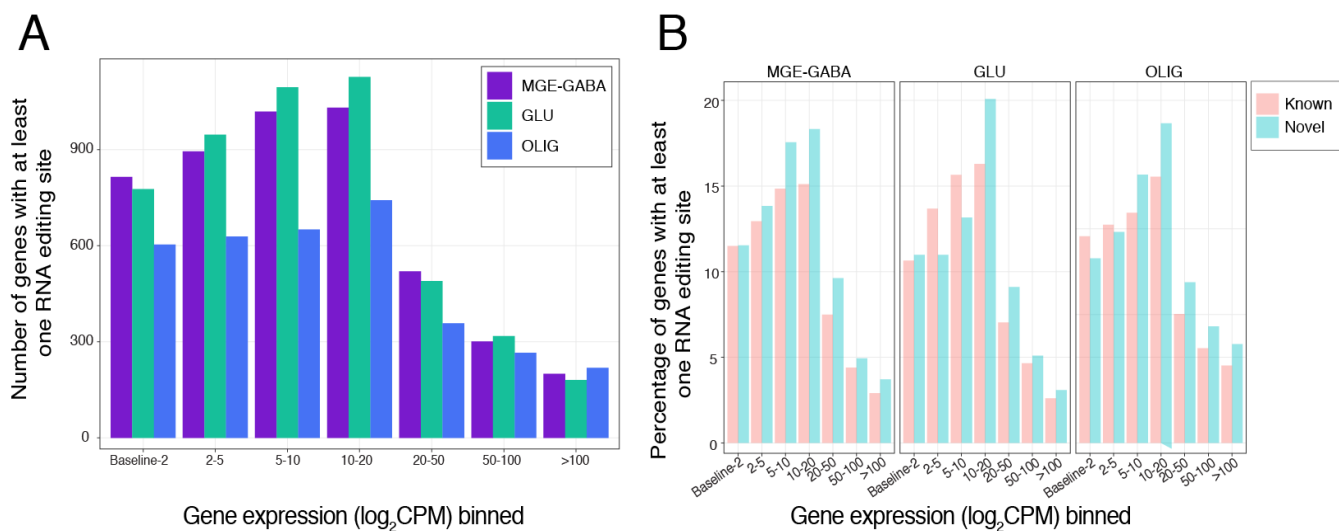 A
Number of genes with at least
one RNA editing site
900
600
300
0
MGE-GABA
GLU
OLIG
Baseline-2 2-5 5-10 10-20 20-50 50-100 >100
Gene expression (log₂CPM) binned
B
Percentage of genes with at least
one RNA editing site
MGE-GABA GLU OLIG
20
15
10
5
0
Known
Novel
Baseline-2 2-5 5-10 10-20 20-50 50-100 >100
Baseline-2 2-5 5-10 10-20 20-50 50-100 >100
Baseline-2 2-5 5-10 10-20 20-50 50-100 >100
Gene expression (log₂CPM) binned